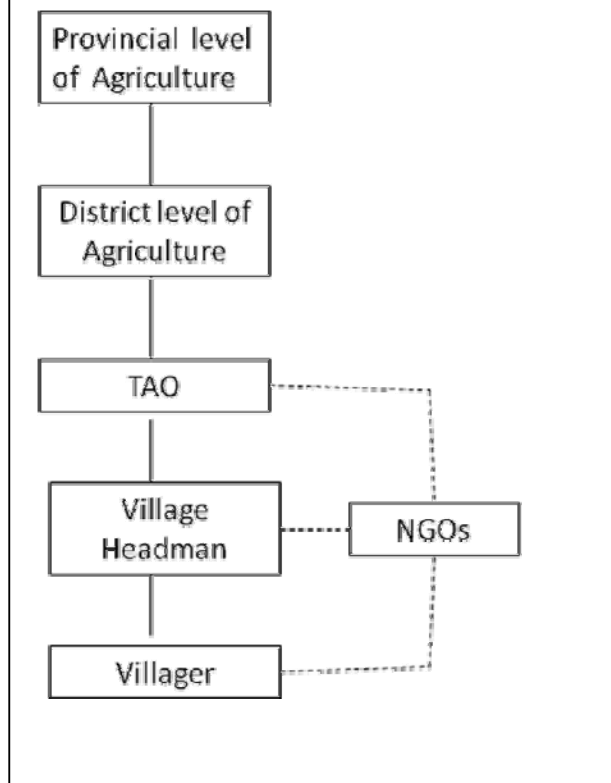 Provincial level
of Agriculture
District level of
Agriculture
TAO
Village
Headman
NGOs
Villager